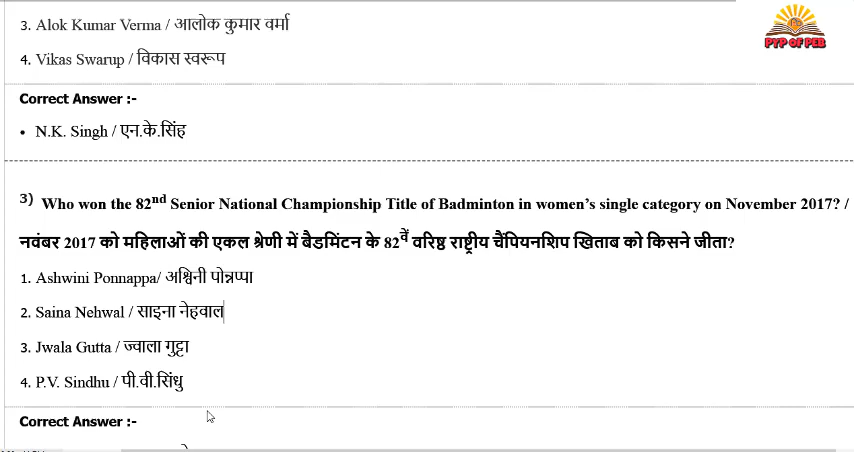 3. Alok Kumar Verma / आलोक कुमार वर्मा
PYP OF PEB
4. Vikas Swarup / विकास स्वरूप
Correct Answer :-
• N.K. Singh / एन.के.सिंह
3) Who won the 82nd Senior National Championship Title of Badminton in women’s single category on November 2017? /
नवंबर 2017 को महिलाओं की एकल श्रेणी में बैडमिंटन के 82वें वरिष्ठ राष्ट्रीय चैंपियनशिप खिताब को किसने जीता?
1. Ashwini Ponnappa/ अश्विनी पोन्नप्पा
2. Saina Nehwal / साइना नेहवाल
3. Jwala Gutta / ज्वाला गुट्टा
4. P.V. Sindhu / पी.वी.सिंधु
Correct Answer :-